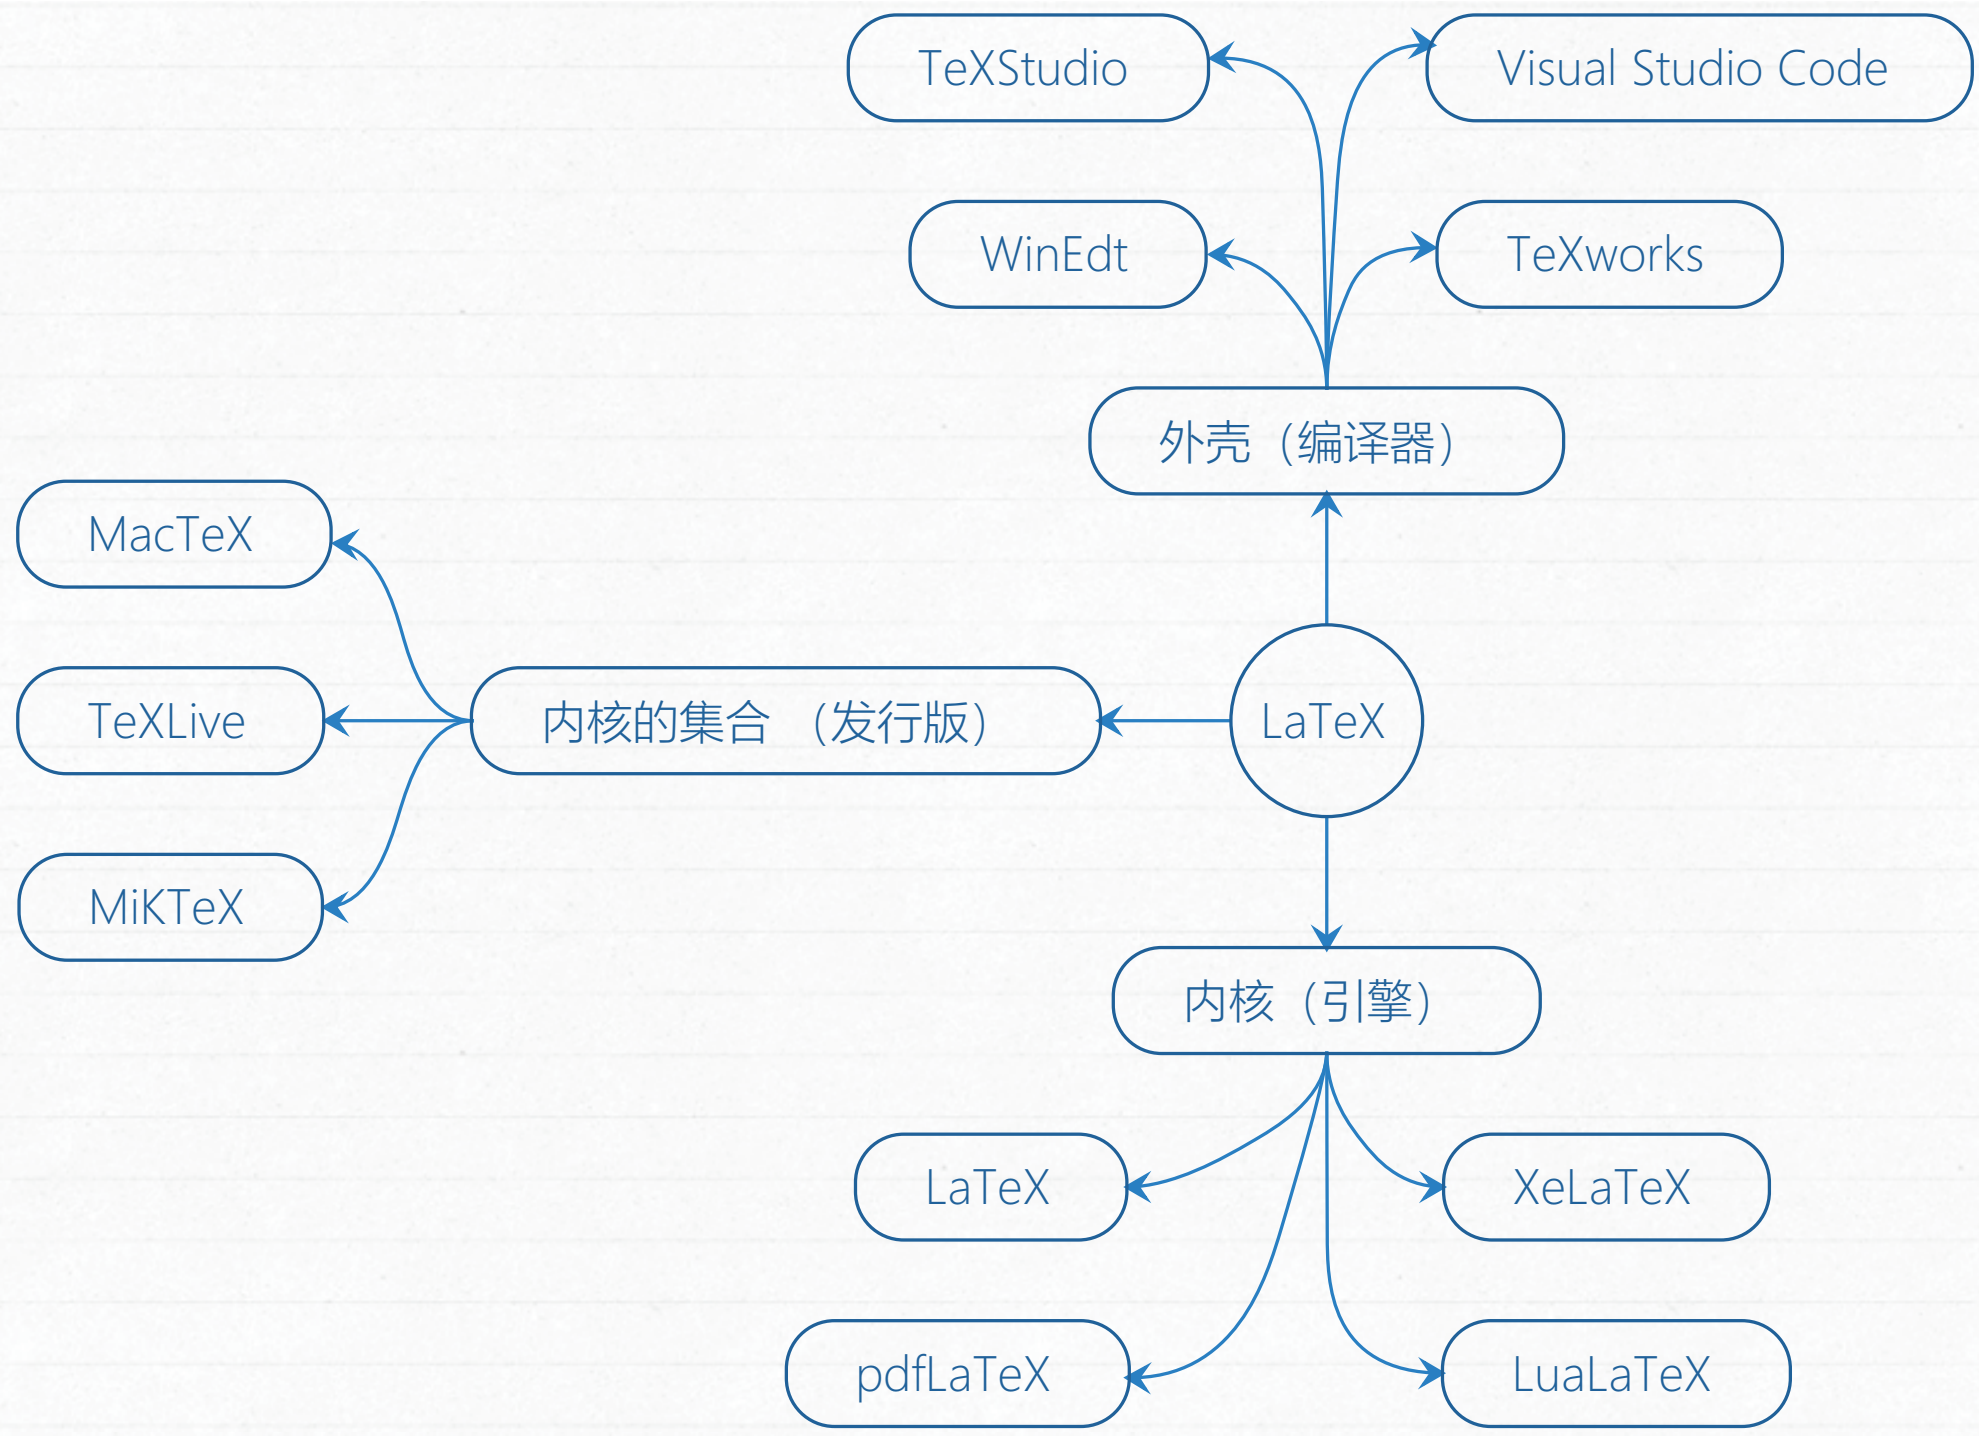 TeXStudio
Visual Studio Code
WinEdt
TeXworks
外壳（编译器）
MacTeX
TeXLive
内核的集合 （发行版）
LaTeX
MiKTeX
内核（引擎）
LaTeX
XeLaTeX
pdfLaTeX
LuaLaTeX